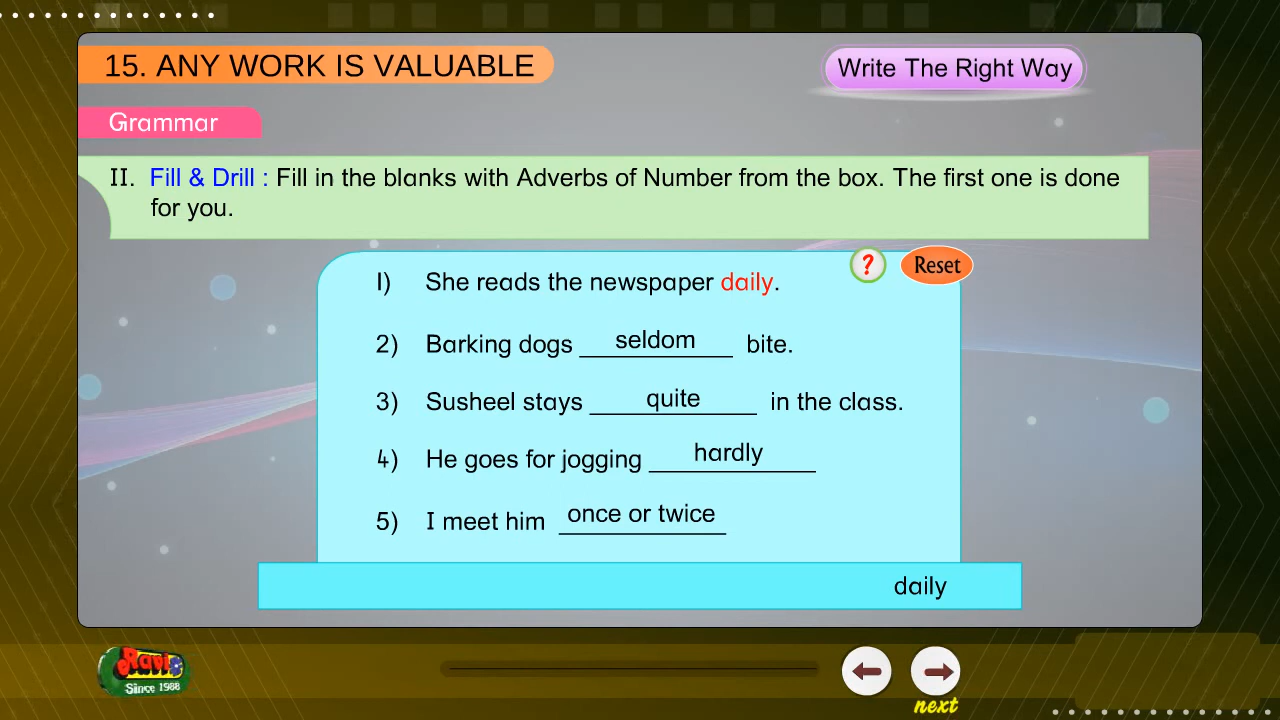 15. ANY WORK IS VALUABLE
Write The Right Way
Grammar
II. Fill & Drill : Fill in the blanks with Adverbs of Number from the box. The first one is done
for you.
? Reset
1) She reads the newspaper daily.
2) Barking dogs seldom bite.
3) Susheel stays quite in the class.
4) He goes for jogging hardly
5) I meet him once or twice
daily
Ravi
Since 1988
next